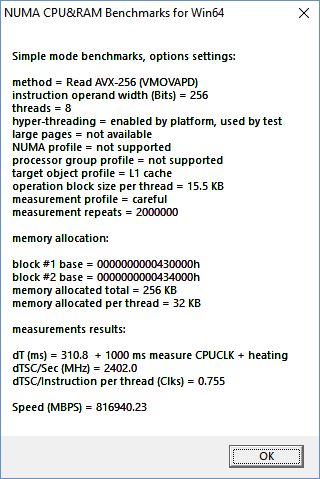 NUMA CPU&RAM Benchmarks for Win64
Simple mode benchmarks, options settings:
method = Read AVX-256 (VMOVAPD)
instruction operand width (Bits) = 256
threads = 8
hyper-threading = enabled by platform, used by test
large pages = not available
NUMA profile = not supported
processor group profile = not supported
target object profile = L1 cache
operation block size per thread = 15.5 KB
measurement profile = careful
measurement repeats = 2000000
memory allocation:
block #1 base = 0000000000430000h
block #2 base = 0000000000434000h
memory allocated total = 256 KB
memory allocated per thread = 32 KB
measurements results:
dT (ms) = 310.8  + 1000 ms measure CPUCLK + heating
dTSC/Sec (MHz) = 2402.0
dTSC/Instruction per thread (Clks) = 0.755
Speed (MBPS) = 816940.23
OK